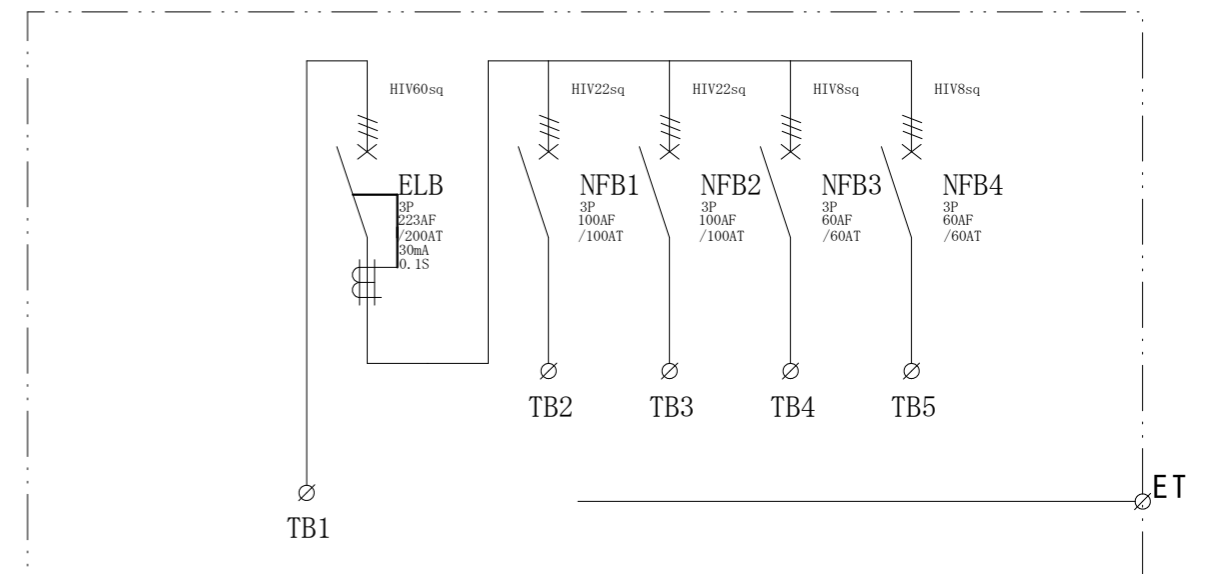 HIV60sq
HIV22sq
HIV22sq
HIV8sq
HIV8sq
ELB
3P
223AF
/200AT
30mA
0.1S
NFB1
3P
100AF
/100AT
NFB2
3P
100AF
/100AT
NFB3
3P
60AF
/60AT
NFB4
3P
60AF
/60AT
TB2
TB3
TB4
TB5
ET
TB1